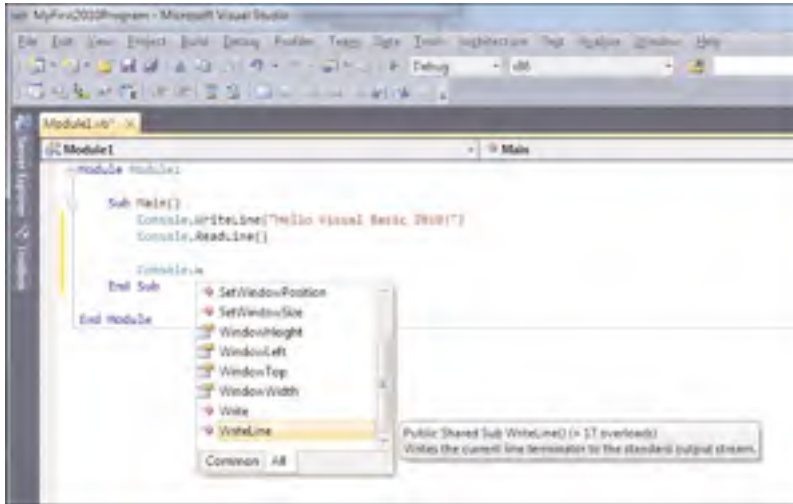 MyFirst2010Program - Microsoft Visual Studio
File Edit View Project Build Debug Profiler Team Data Tools Architecture Test Analyze Window Help
Debug x86
Module1.vb* ×
Module1 Main
Server Explorer
Toolbox
Module Module1
Sub Main()
Console.WriteLine("Hello Visual Basic 2010!")
Console.ReadLine()
Console.w
End Sub
End Module
SetWindowPosition
SetWindowSize
WindowHeight
WindowLeft
WindowTop
WindowWidth
Write
WriteLine
Common All
Public Shared Sub WriteLine() (+ 17 overloads)
Writes the current line terminator to the standard output stream.